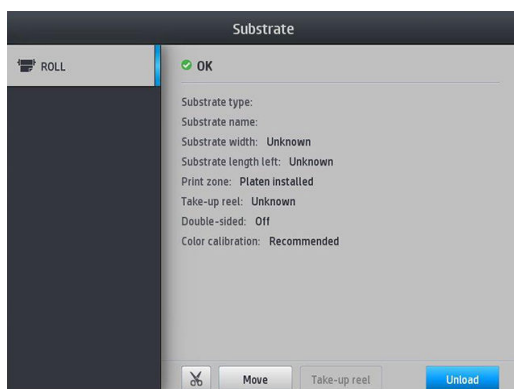 Substrate
ROLL
OK
Substrate type:
Substrate name:
Substrate width: Unknown
Substrate length left: Unknown
Print zone: Platen installed
Take-up reel: Unknown
Double-sided: Off
Color calibration: Recommended
Move Take-up reel Unload